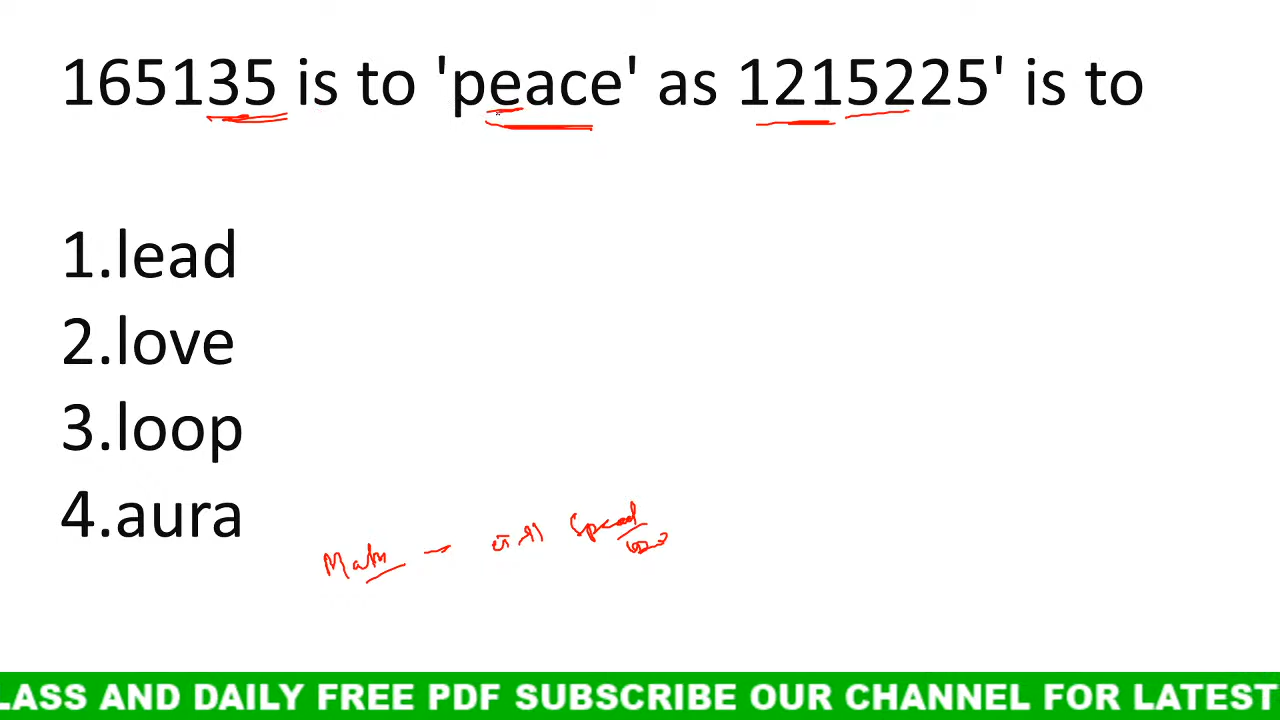 165135 is to 'peace' as 1215225' is to
1.lead
2.love
3.loop
4.aura
LASS AND DAILY FREE PDF SUBSCRIBE OUR CHANNEL FOR LATEST